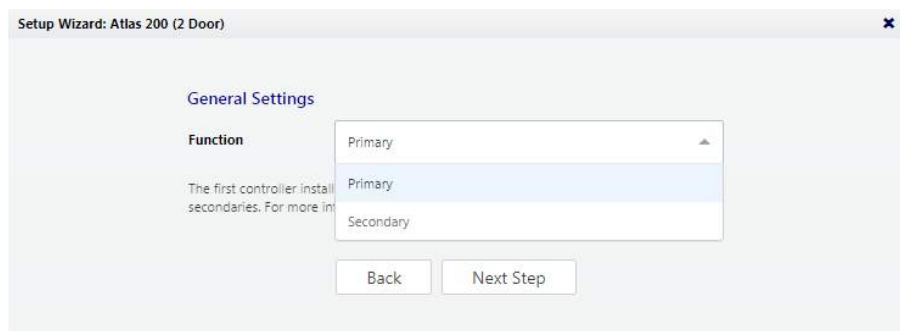 Setup Wizard: Atlas 200 (2 Door)
General Settings
Function
Primary
The first controller install
Primary
secondaries. For more in
Secondary
Back Next Step